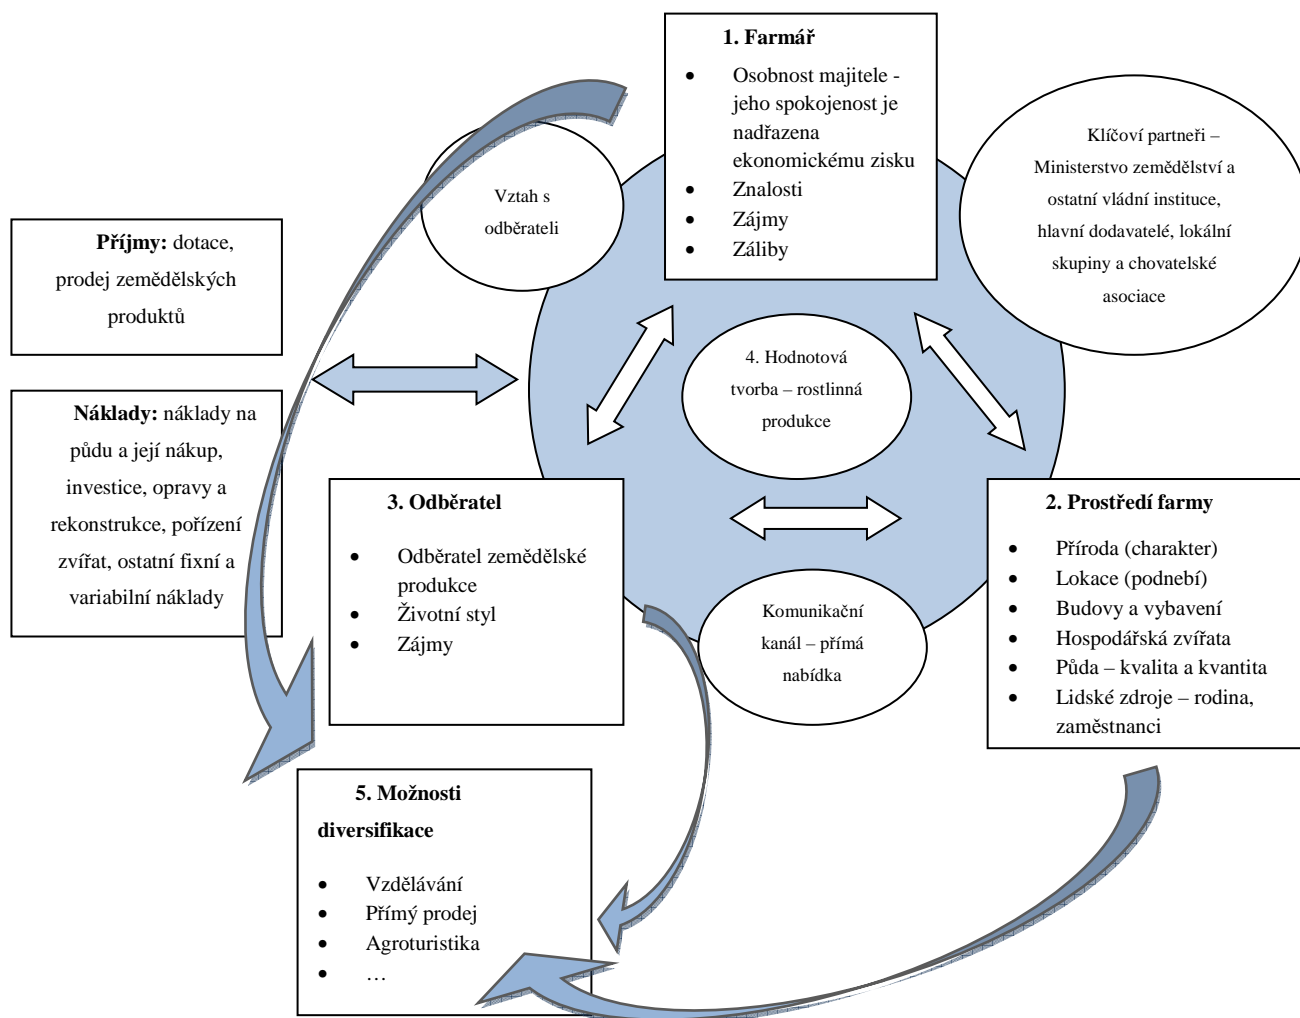 1. Farmář
• Osobnost majitele -
jeho spokojenost je
nadřazena
ekonomickému zisku
• Znalosti
• Zájmy
• Záliby
Klíčoví partneři –
Ministerstvo zemědělství a
ostatní vládní instituce,
hlavní dodavatelé, lokální
skupiny a chovatelské
asociace
Vztah s
odběrateli
Příjmy: dotace,
prodej zemědělských
produktů
4. Hodnotová
tvorba – rostlinná
produkce
Náklady: náklady na
půdu a její nákup,
investice, opravy a
rekonstrukce, pořízení
zvířat, ostatní fixní a
variabilní náklady
3. Odběratel
• Odběratel zemědělské
produkce
• Životní styl
• Zájmy
Komunikační
kanál – přímá
nabídka
2. Prostředí farmy
• Příroda (charakter)
• Lokace (podnebí)
• Budovy a vybavení
• Hospodářská zvířata
• Půda – kvalita a kvantita
• Lidské zdroje – rodina,
zaměstnanci
5. Možnosti
diversifikace
• Vzdělávání
• Přímý prodej
• Agroturistika
• …